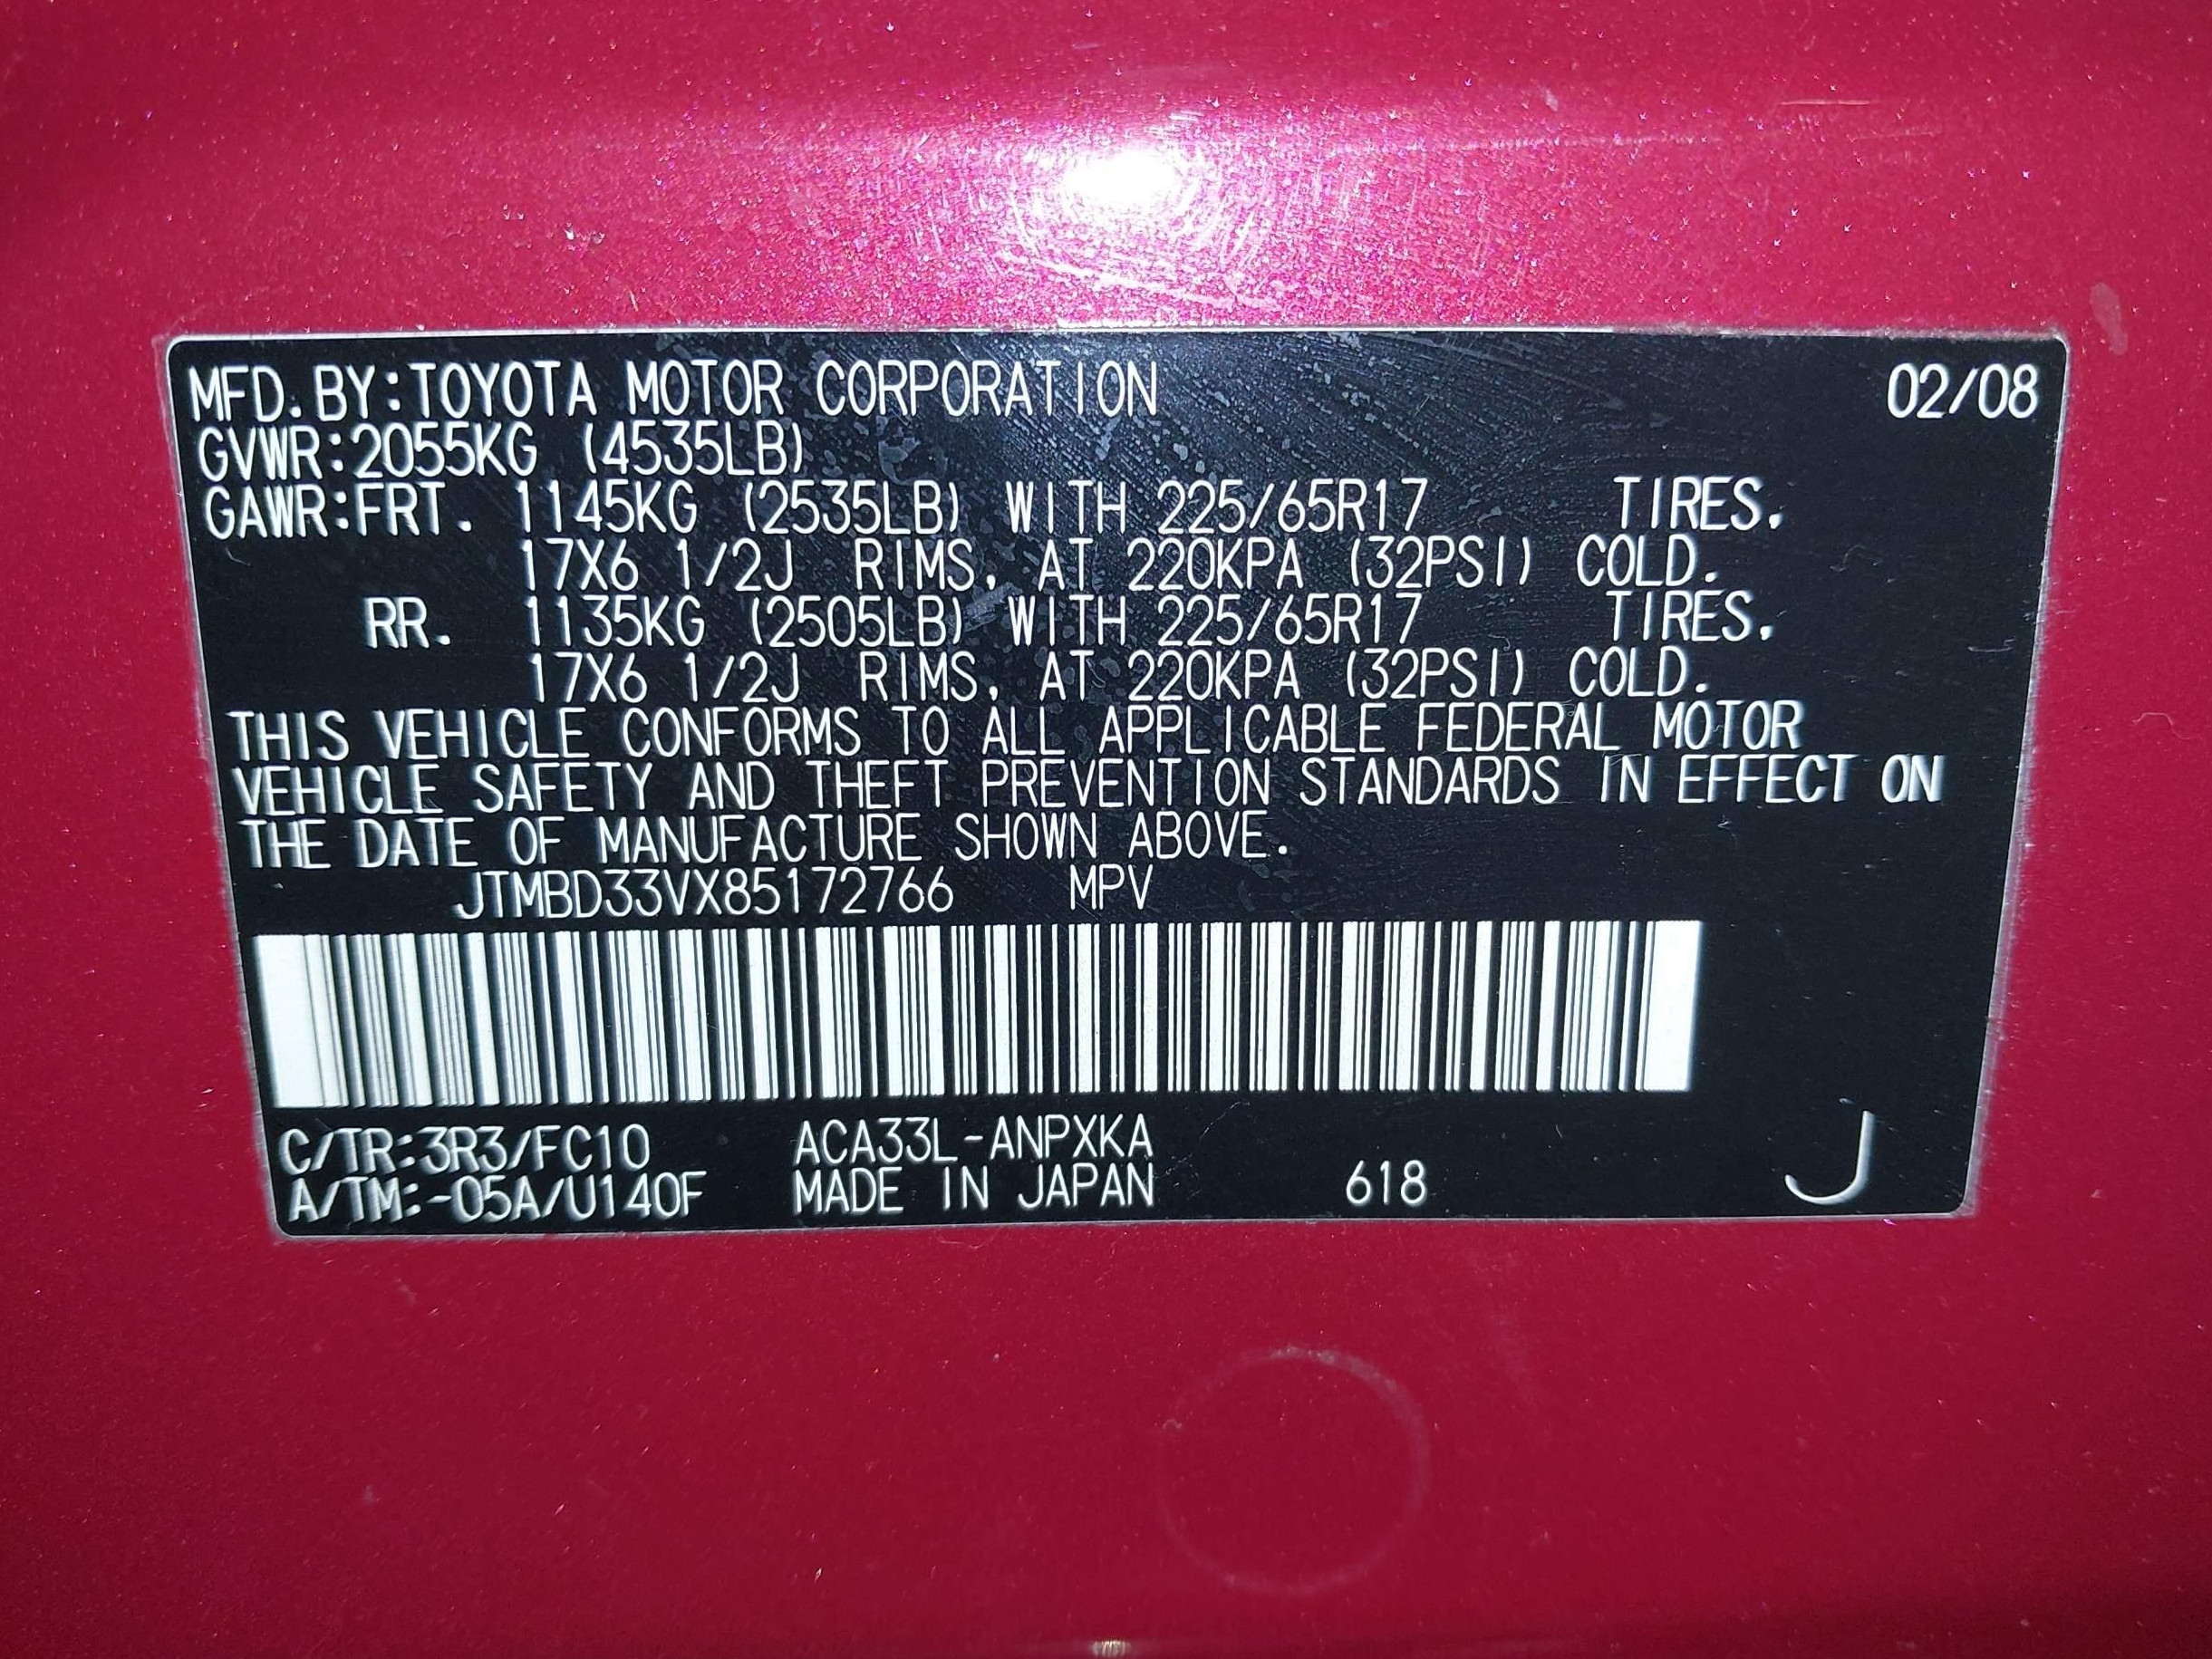 MFD.BY:TOYOTA MOTOR CORPORATION 02/08
GVWR:2055KG (4535LB)
GAWR:FRT. 1145KG (2535LB) WITH 225/65R17 TIRES,
17X6 1/2J RIMS, AT 220KPA (32PSI) COLD.
RR. 1135KG (2505LB) WITH 225/65R17 TIRES,
17X6 1/2J RIMS, AT 220KPA (32PSI) COLD.
THIS VEHICLE CONFORMS TO ALL APPLICABLE FEDERAL MOTOR
VEHICLE SAFETY AND THEFT PREVENTION STANDARDS IN EFFECT ON
THE DATE OF MANUFACTURE SHOWN ABOVE.
JTMBD33VX85172766 MPV
C/TR:3R3/FC10 ACA33L-ANPXKA
A/TM:-05A/U140F MADE IN JAPAN 618 J